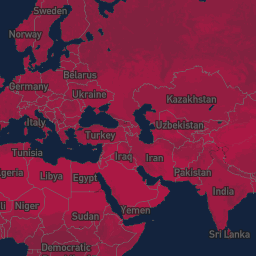 Sweden
Norway
Belarus
Germany
Ukraine
Kazakhstan
Italy
Uzbekistan
Turkey
Tunisia
Iraq
Iran
geria
Libya
Egypt
Pakistan
India
li
Niger
Sudan
Yemen
Sri Lanka
Democratic